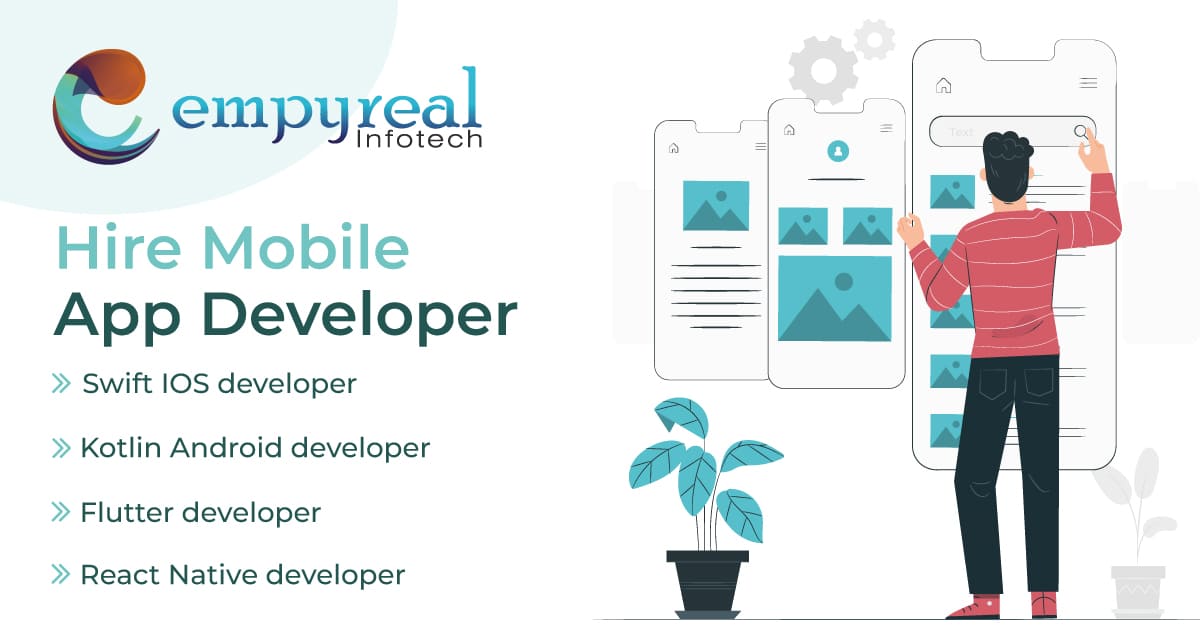 empyreal
Infotech
Hire Mobile
App Developer
Swift IOS developer
Kotlin Android developer
Flutter developer
React Native developer
Text